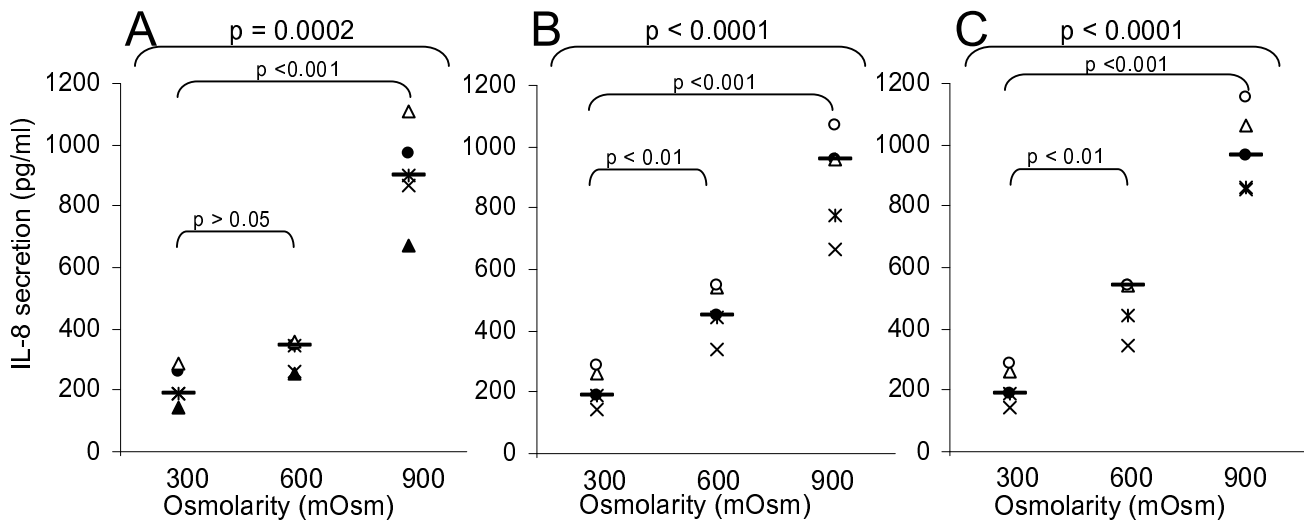 A
p = 0.0002
p <0.001
p > 0.05
IL-8 secretion (pg/ml)
1200
1000
800
600
400
200
0
300 600 900
Osmolarity (mOsm)
B
p < 0.0001
p <0.001
p < 0.01
1200
1000
800
600
400
200
0
300 600 900
Osmolarity (mOsm)
C
p < 0.0001
p <0.001
p < 0.01
1200
1000
800
600
400
200
0
300 600 900
Osmolarity (mOsm)